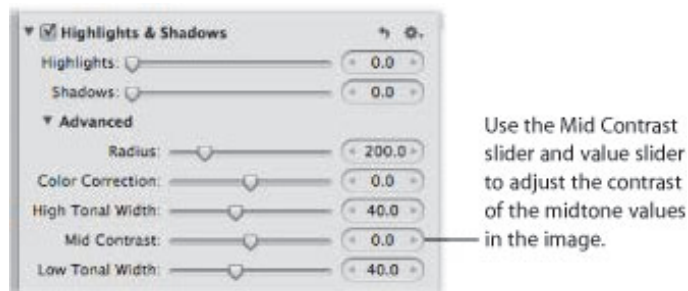 Highlights & Shadows
Highlights: 0.0
Shadows: 0.0
Advanced
Radius: 200.0
Color Correction: 0.0
High Tonal Width: 40.0
Mid Contrast: 0.0
Low Tonal Width: 40.0
Use the Mid Contrast
slider and value slider
to adjust the contrast
of the midtone values
in the image.